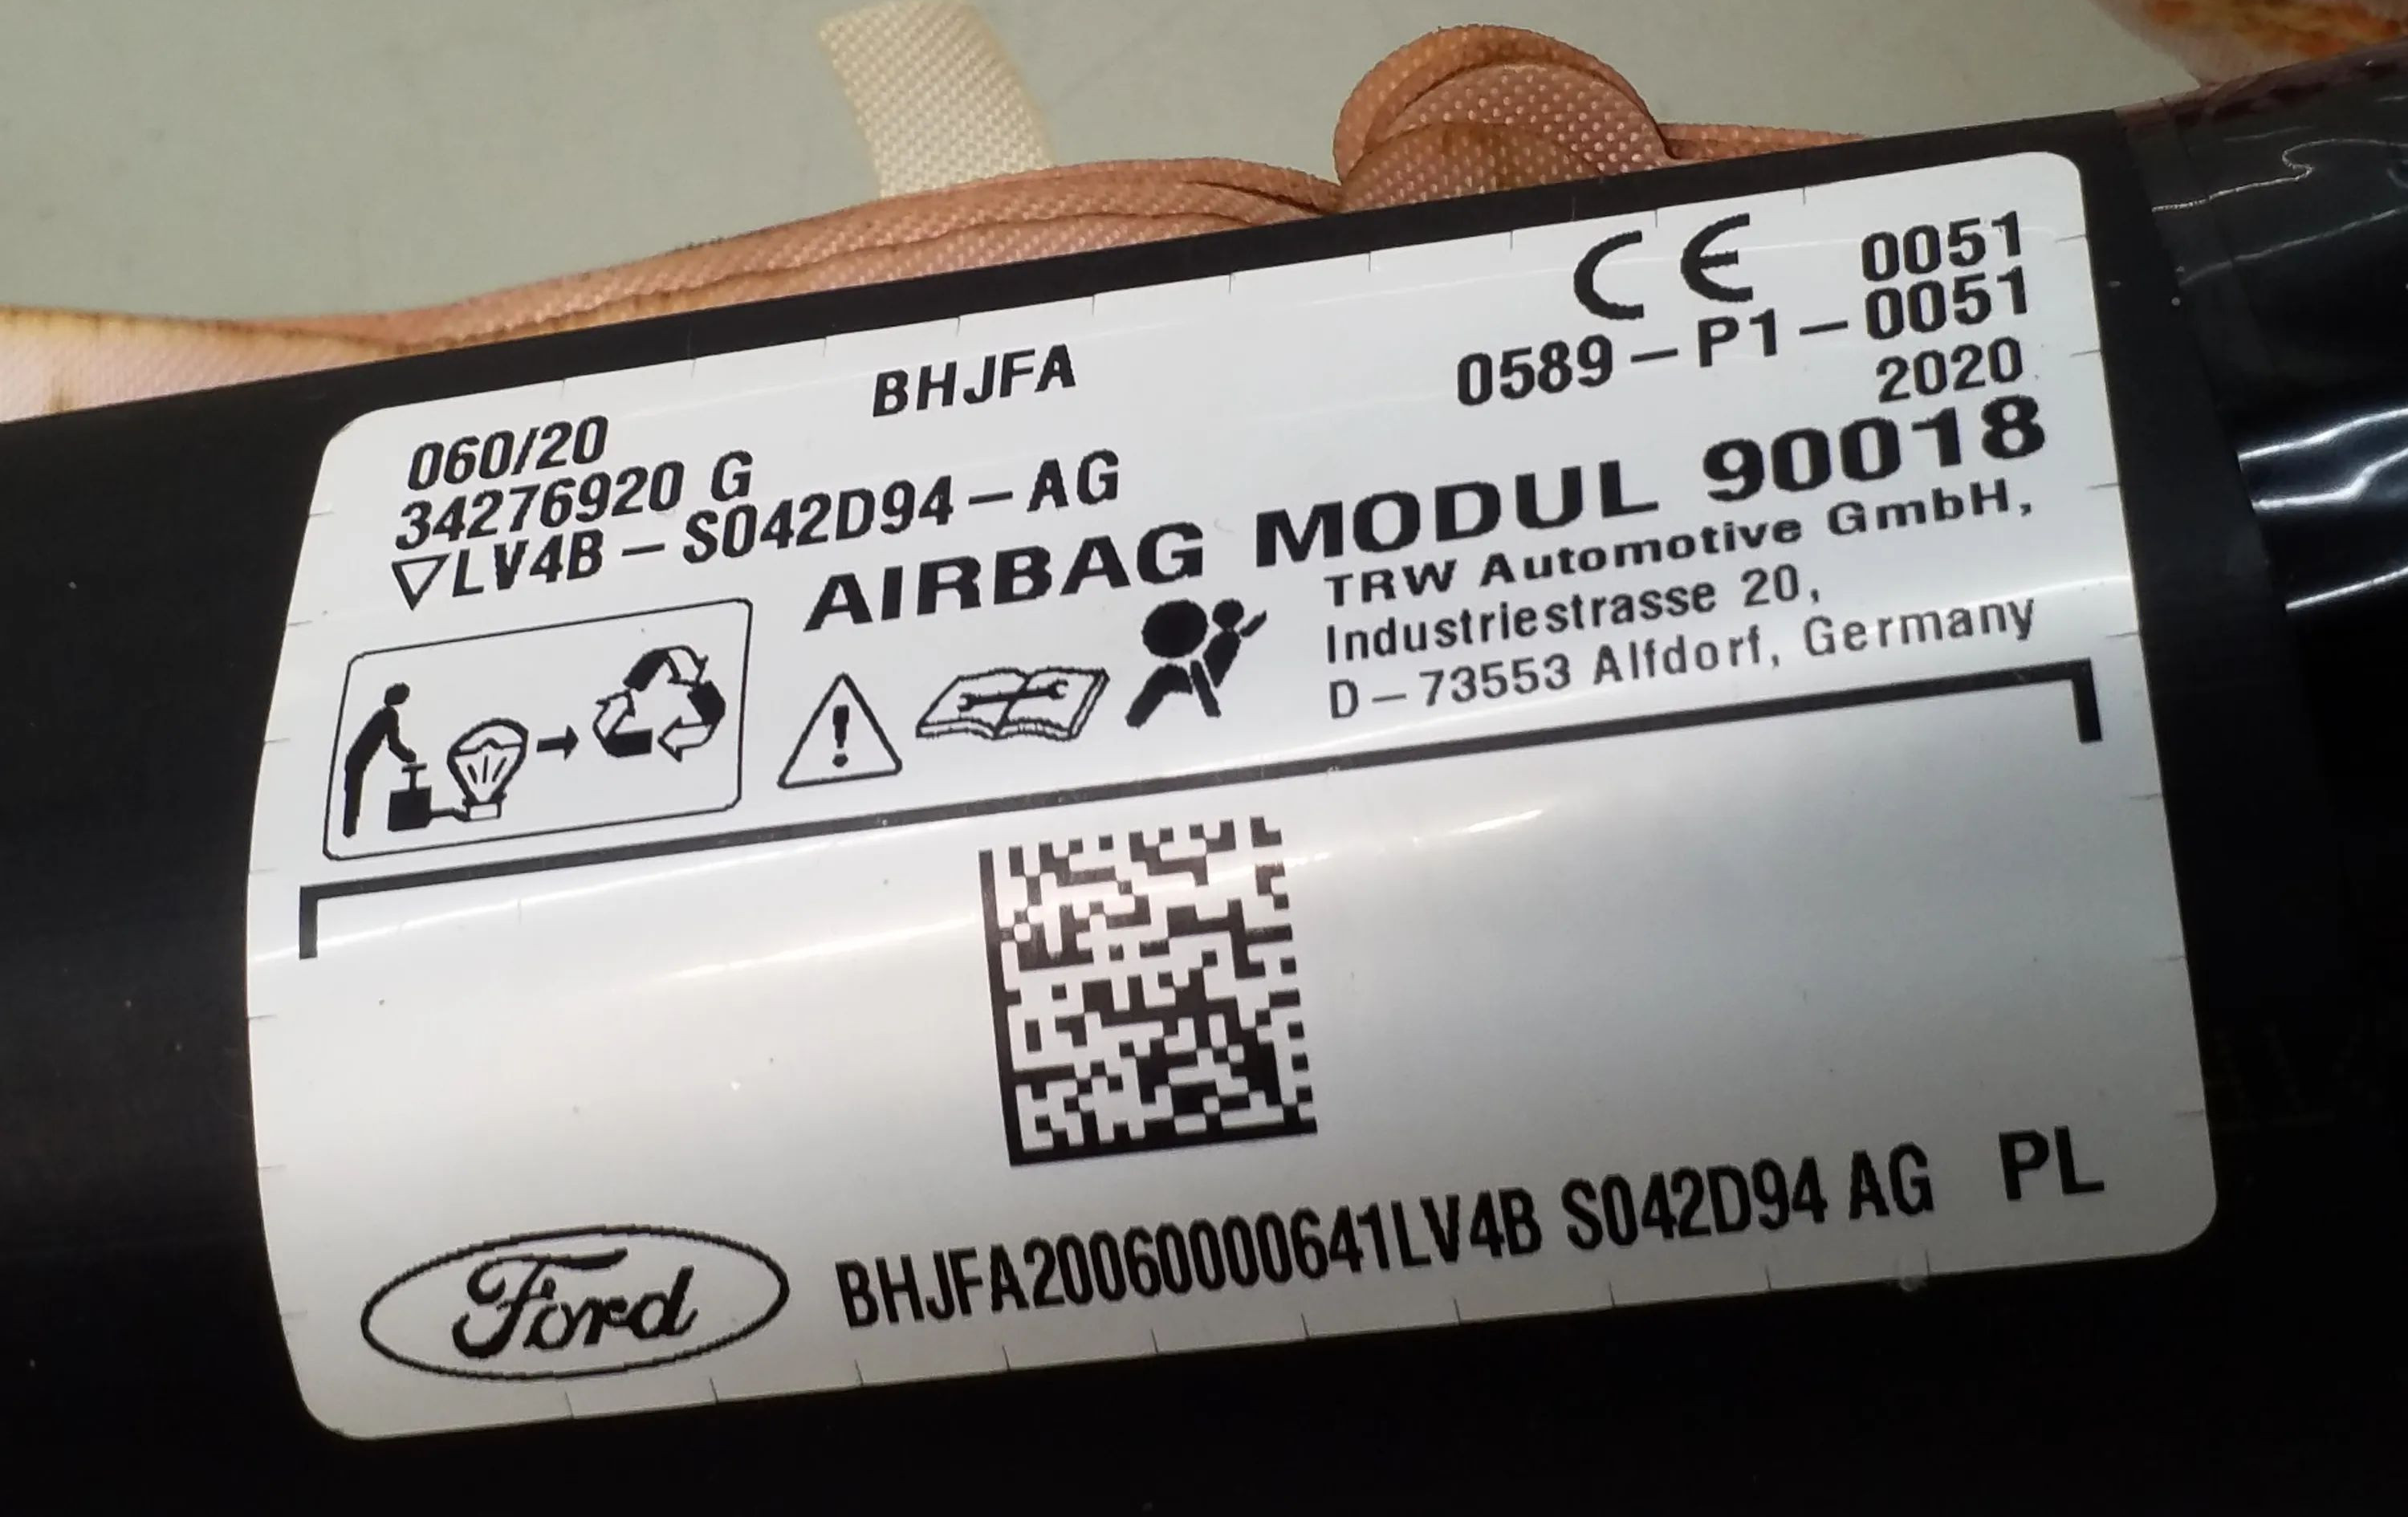 CE 0051
BHJFA 0589-P1-0051
060/20 2020
34276920 G
▽LV4B-S042D94-AG
AIRBAG MODUL 90018
TRW Automotive GmbH,
Industriestrasse 20,
D-73553 Alfdorf, Germany
Ford BHJFA20060000641LV4B S042D94 AG PL